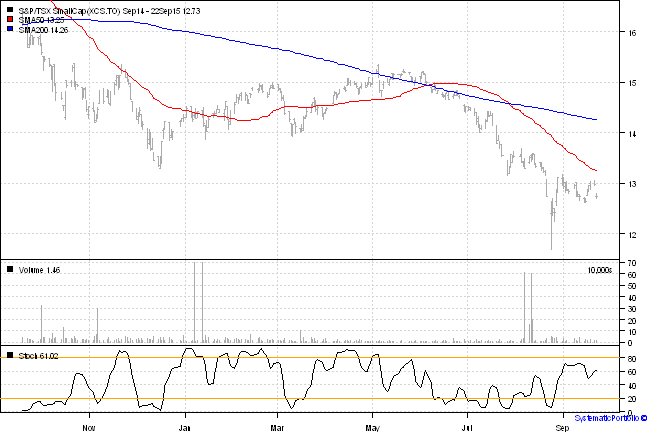 S&P/TSX SmallCap(XCS.TO) Sep14 - 22Sep15 12.73
SMA50 13.25
SMA200 14.26
16
15
14
13
12
Volume 1.46
10,000s
70
60
50
40
30
20
10
0
Stoch 61.02
80
60
40
20
0
Nov
Jan
Mar
May
Jul
Sep
SystematicPortfolio ©